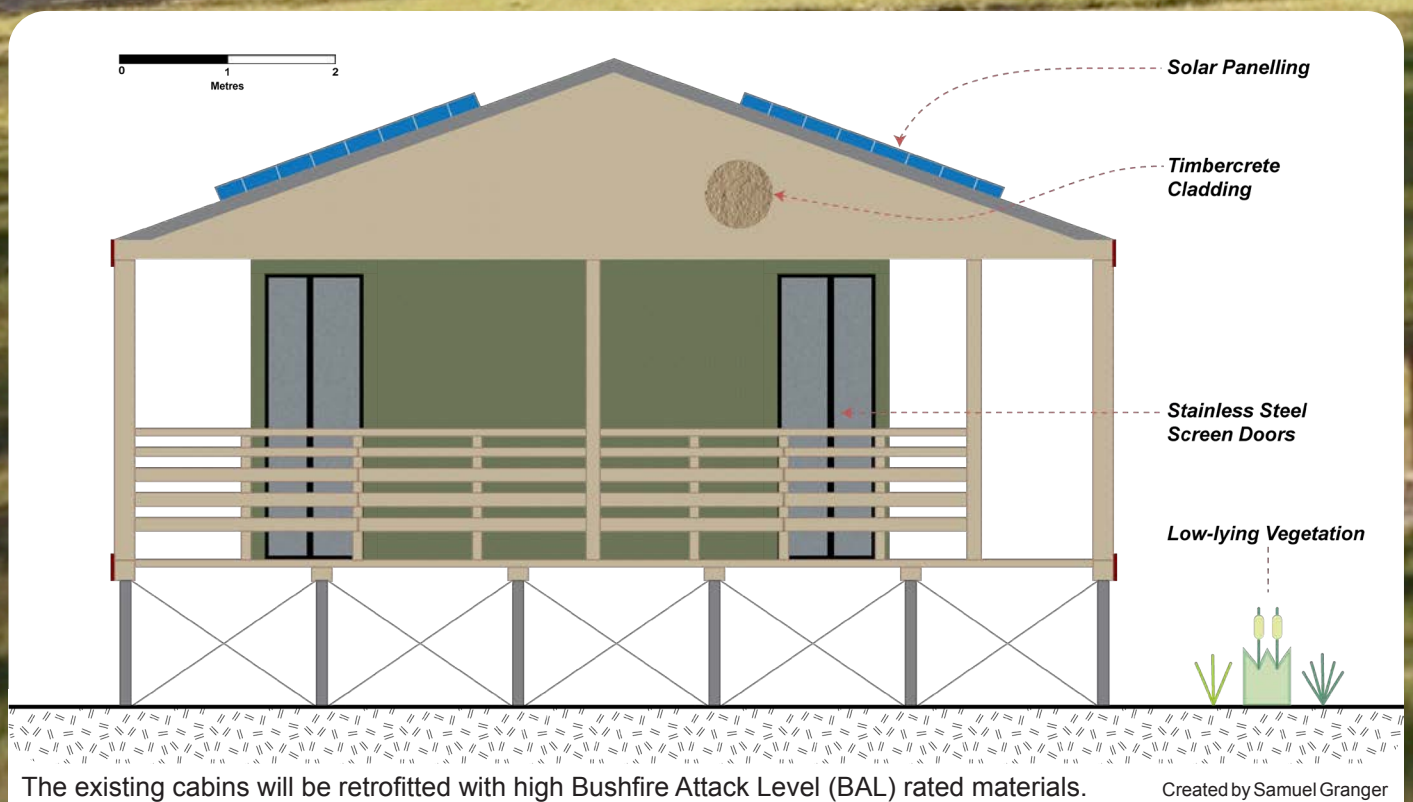 0 1 2
Metres
Solar Panelling
Timbercrete
Cladding
Stainless Steel
Screen Doors
Low-lying Vegetation
The existing cabins will be retrofitted with high Bushfire Attack Level (BAL) rated materials.
Created by Samuel Granger